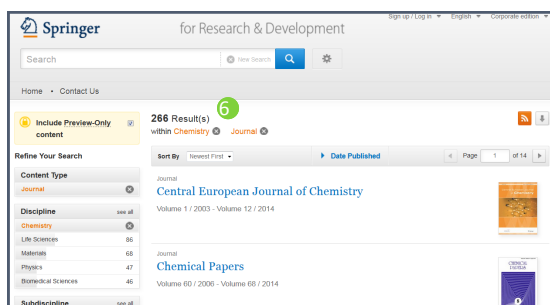 Sign up / Log in English Corporate edition
Springer for Research & Development
Search New Search
Home • Contact Us
Include Preview-Only content
266 Result(s)
6
within Chemistry Journal
Refine Your Search
Sort By Newest First Date Published Page 1 of 14
Content Type
Journal
Discipline see all
Chemistry
Life Sciences 86
Materials 68
Physics 47
Biomedical Sciences 46
Subdiscipline see all
Journal
Central European Journal of Chemistry
Volume 1 / 2003 - Volume 12 / 2014
Journal
Chemical Papers
Volume 60 / 2006 - Volume 68 / 2014
CHEMICAL
PAPERS